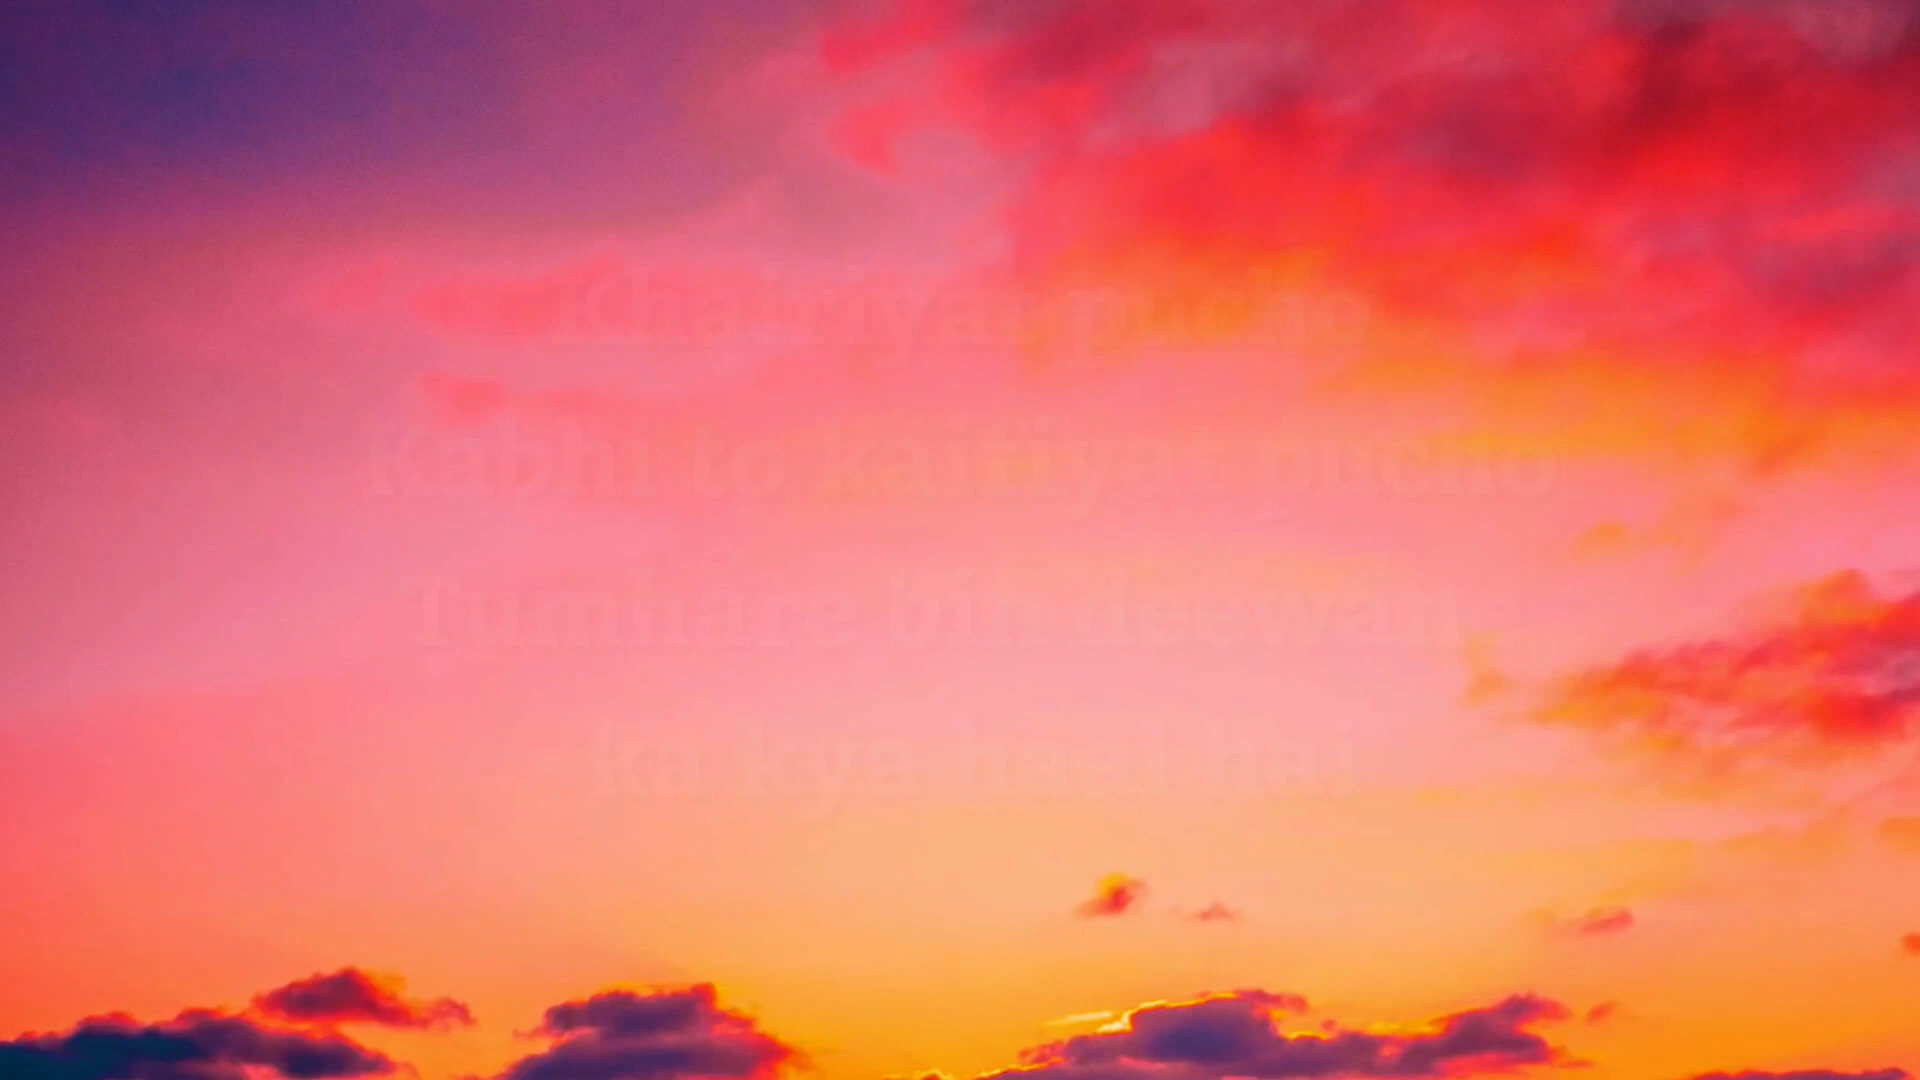 Khairiyat pucho
Kabhi to kaifiyat pucho
Tumhare bin deewane
ka kya haal hai